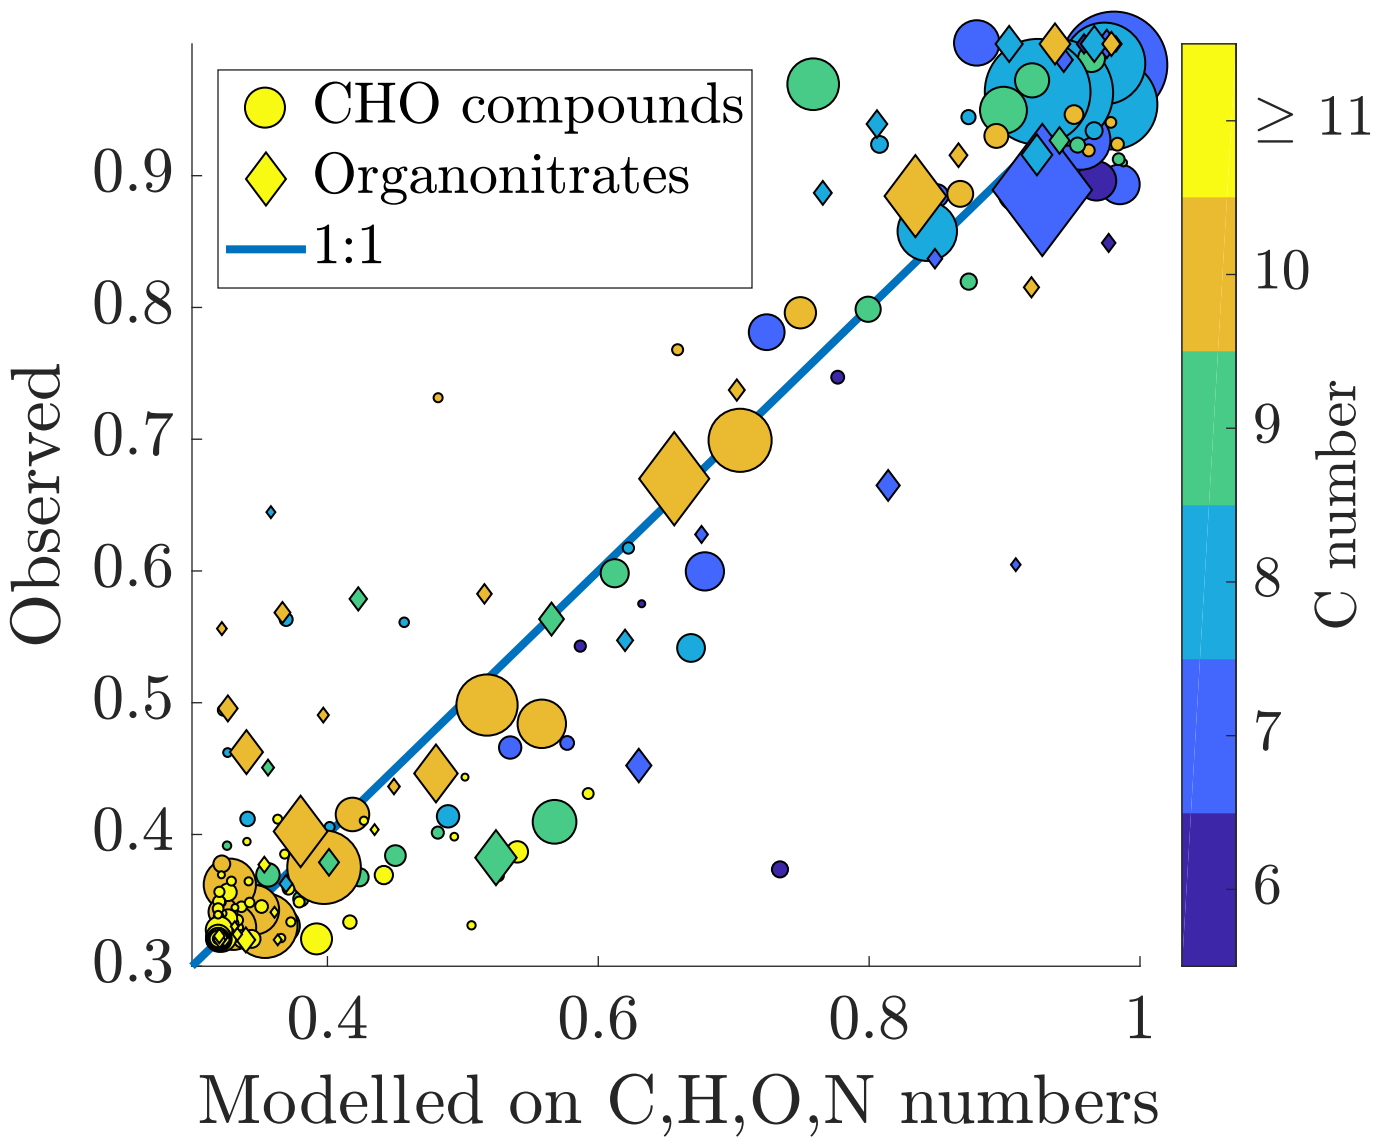 CHO compounds
Organonitrates
1:1
0.9
0.8
0.7
0.6
0.5
0.4
0.3
Observed
0.4 0.6 0.8 1
Modelled on C,H,O,N numbers
≥ 11
10
9
8
7
6
C number